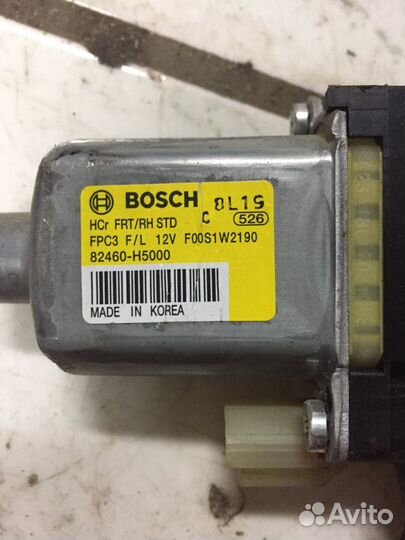 BOSCH 8L19
HCr FRT/RH STD C 526
FPC3 F/L 12V F00S1W2190
82460-H5000
MADE IN KOREA
Avito